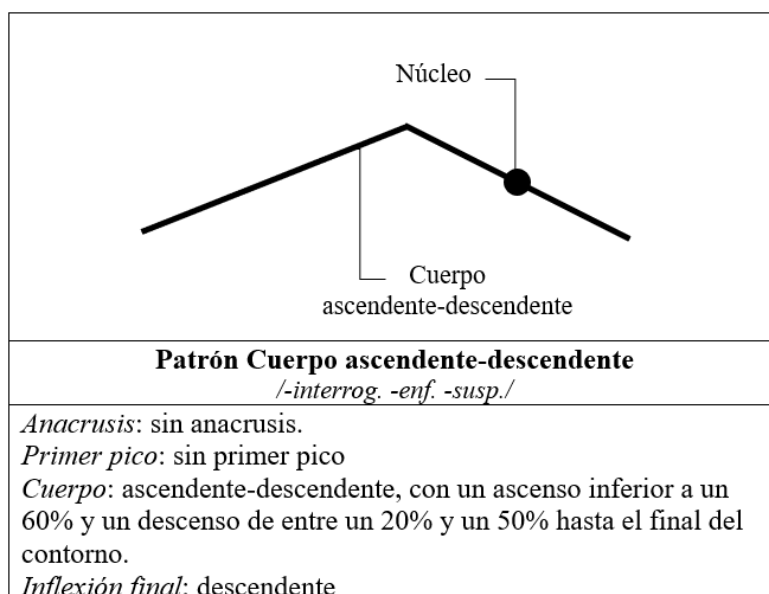 Núcleo
Cuerpo
ascendente-descendente
Patrón Cuerpo ascendente-descendente
/-interrog. -enf. -susp./
Anacrusis: sin anacrusis.
Primer pico: sin primer pico
Cuerpo: ascendente-descendente, con un ascenso inferior a un
60% y un descenso de entre un 20% y un 50% hasta el final del
contorno.
Inflexión final: descendente